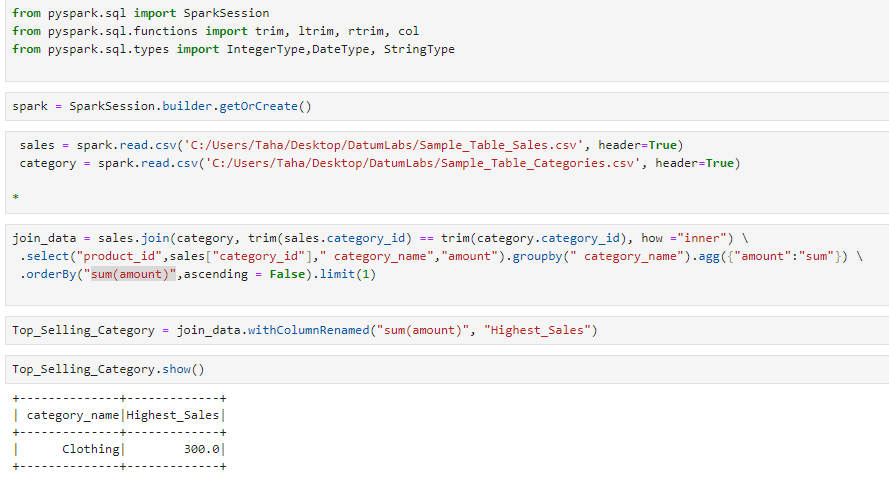 from pyspark.sql import SparkSession
from pyspark.sql.functions import trim, ltrim, rtrim, col
from pyspark.sql.types import IntegerType,DateType, StringType
spark = SparkSession.builder.getOrCreate()
sales = spark.read.csv('C:/Users/Taha/Desktop/DatumLabs/Sample_Table_Sales.csv', header=True)
category = spark.read.csv('C:/Users/Taha/Desktop/DatumLabs/Sample_Table_Categories.csv', header=True)
*
join_data = sales.join(category, trim(sales.category_id) == trim(category.category_id), how ="inner") \
.select("product_id",sales["category_id"]," category_name","amount").groupby(" category_name").agg({"amount":"sum"}) \
.orderBy("sum(amount)",ascending = False).limit(1)
Top_Selling_Category = join_data.withColumnRenamed("sum(amount)", "Highest_Sales")
Top_Selling_Category.show()
+--------------+-------------+
| category_name|Highest_Sales|
+--------------+-------------+
|      Clothing|        300.0|
+--------------+-------------+